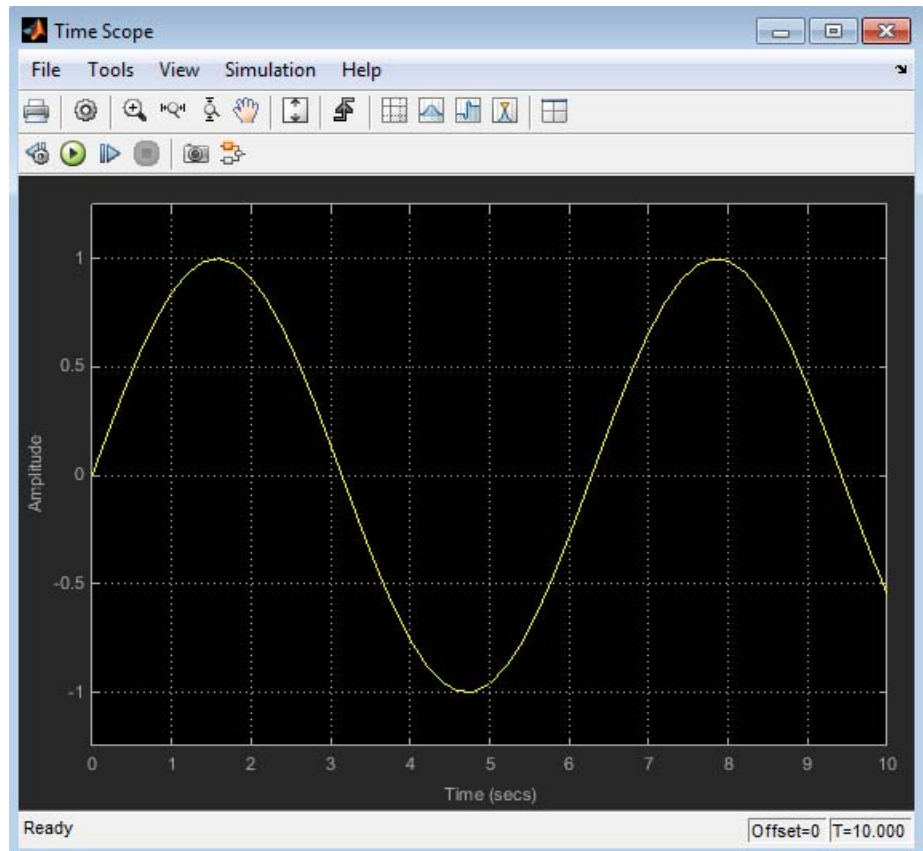 Time Scope
File Tools View Simulation Help
1
0.5
0
-0.5
-1
Amplitude
0 1 2 3 4 5 6 7 8 9 10
Time (secs)
Ready
Offset=0 T=10.000